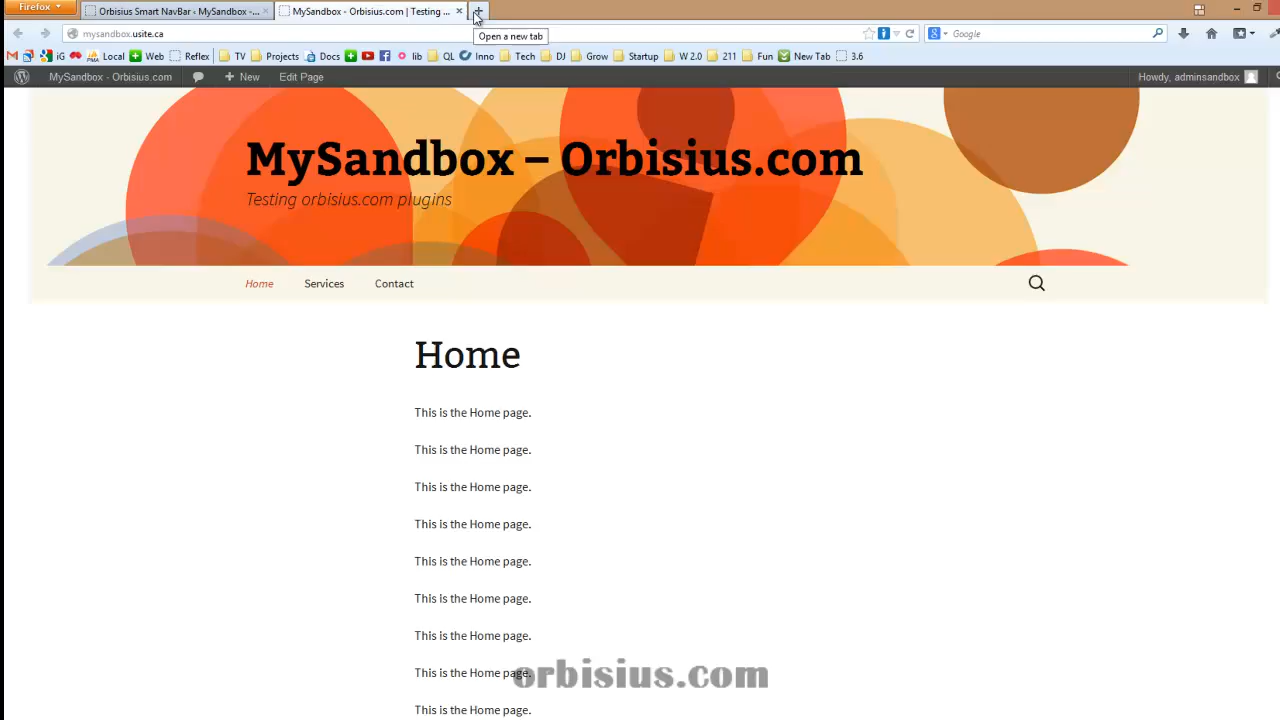 Firefox
Orbisius Smart NavBar ‹ MySandbox -...
MySandbox - Orbisius.com | Testing ...
Open a new tab
mysandbox.usite.ca
Google
iG
Local
Web
Reflex
TV
Projects
Docs
lib
QL
Inno
Tech
DJ
Grow
Startup
W 2.0
211
Fun
New Tab
3.6
MySandbox - Orbisius.com
New
Edit Page
Howdy, adminsandbox
MySandbox – Orbisius.com
Testing orbisius.com plugins
Home
Services
Contact
Home
This is the Home page.
This is the Home page.
This is the Home page.
This is the Home page.
This is the Home page.
This is the Home page.
This is the Home page.
This is the Home page.
orbisius.com
This is the Home page.